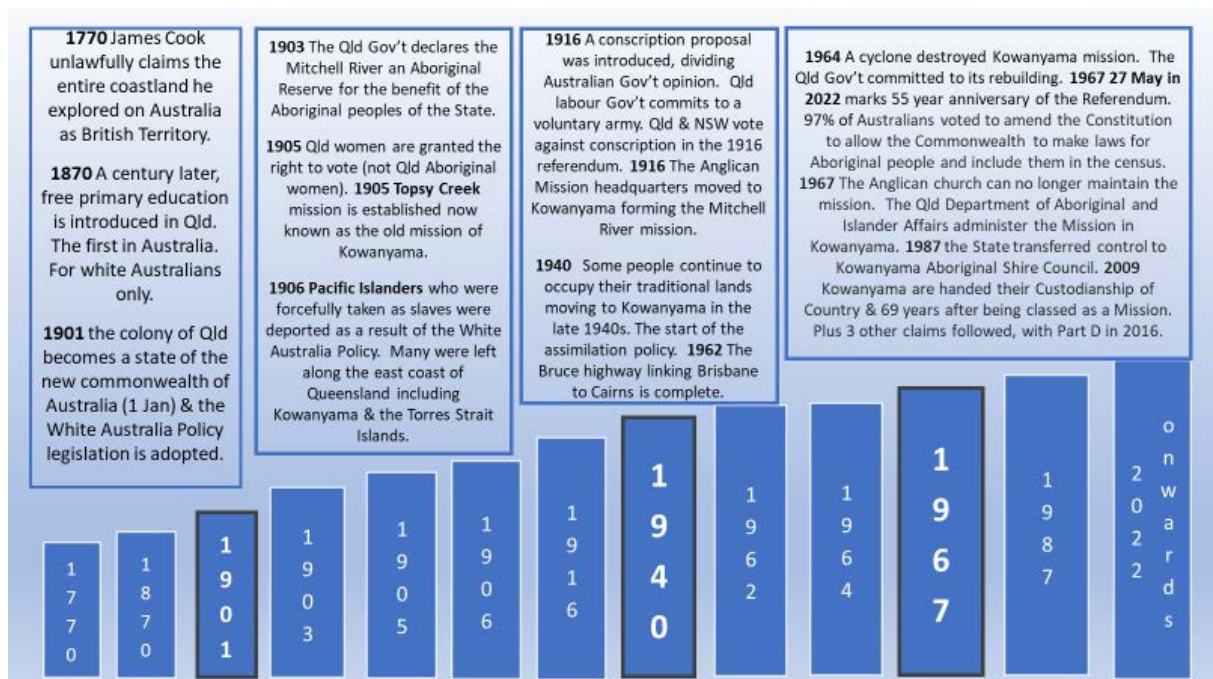 1770 James Cook
unlawfully claims the
entire coastland he
explored on Australia
as British Territory.
1870 A century later,
free primary education
is introduced in Qld.
The first in Australia.
For white Australians
only.
1901 the colony of Qld
becomes a state of the
new commonwealth of
Australia (1 Jan) & the
White Australia Policy
legislation is adopted.
1903 The Qld Gov't declares the
Mitchell River an Aboriginal
Reserve for the benefit of the
Aboriginal peoples of the State.
1905 Qld women are granted the
right to vote (not Qld Aboriginal
women). 1905 Topsy Creek
mission is established now
known as the old mission of
Kowanyama.
1906 Pacific Islanders who were
forcefully taken as slaves were
deported as a result of the White
Australia Policy. Many were left
along the east coast of
Queensland including
Kowanyama & the Torres Strait
Islands.
1916 A conscription proposal
was introduced, dividing
Australian Gov't opinion. Qld
labour Gov't commits to a
voluntary army. Qld & NSW vote
against conscription in the 1916
referendum. 1916 The Anglican
Mission headquarters moved to
Kowanyama forming the Mitchell
River mission.
1940 Some people continue to
occupy their traditional lands
moving to Kowanyama in the
late 1940s. The start of the
assimilation policy. 1962 The
Bruce highway linking Brisbane
to Cairns is complete.
1964 A cyclone destroyed Kowanyama mission. The
Qld Gov't committed to its rebuilding. 1967 27 May in
2022 marks 55 year anniversary of the Referendum.
97% of Australians voted to amend the Constitution
to allow the Commonwealth to make laws for
Aboriginal people and include them in the census.
1967 The Anglican church can no longer maintain the
mission. The Qld Department of Aboriginal and
Islander Affairs administer the Mission in
Kowanyama. 1987 the State transferred control to
Kowanyama Aboriginal Shire Council. 2009
Kowanyama are handed their Custodianship of
Country & 69 years after being classed as a Mission.
Plus 3 other claims followed, with Part D in 2016.
1770
1870
1901
1903
1905
1906
1916
1940
1962
1964
1967
1987
2022
onwards